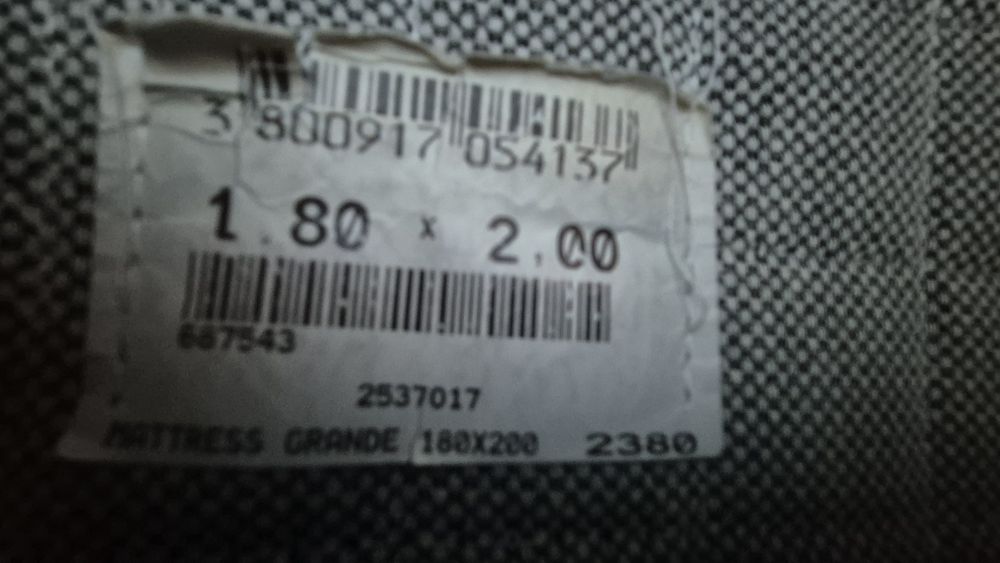 3 800917 054137
1.80 x 2.00
687543
2537017
MATTRESS GRANDE 180X200 2380